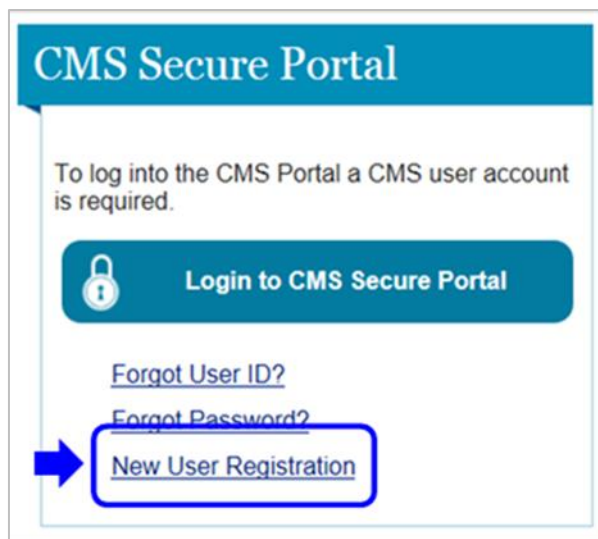 CMS Secure Portal
To log into the CMS Portal a CMS user account
is required.
Login to CMS Secure Portal
Forgot User ID?
Forgot Password?
New User Registration